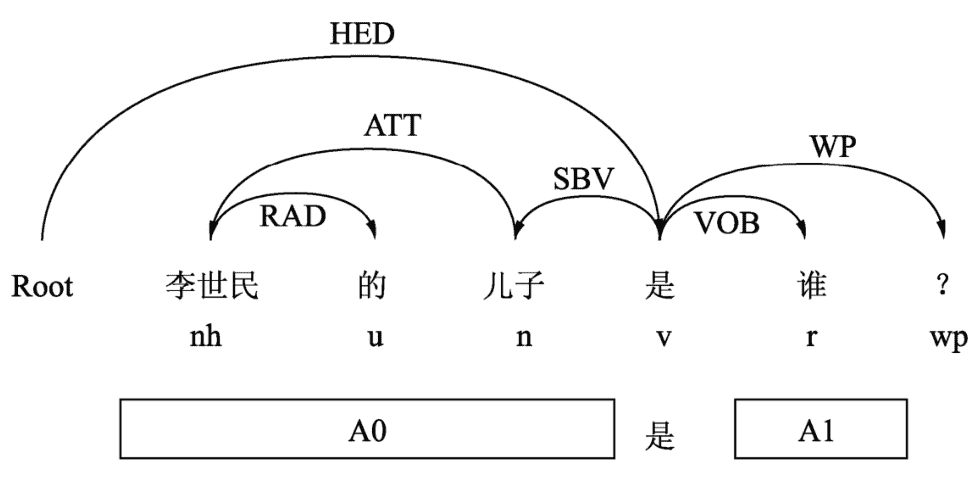 HED
ATT
WP
SBV
RAD
VOB
Root 李世民 的 儿子 是 谁 ？
nh u n v r wp
A0 是 A1